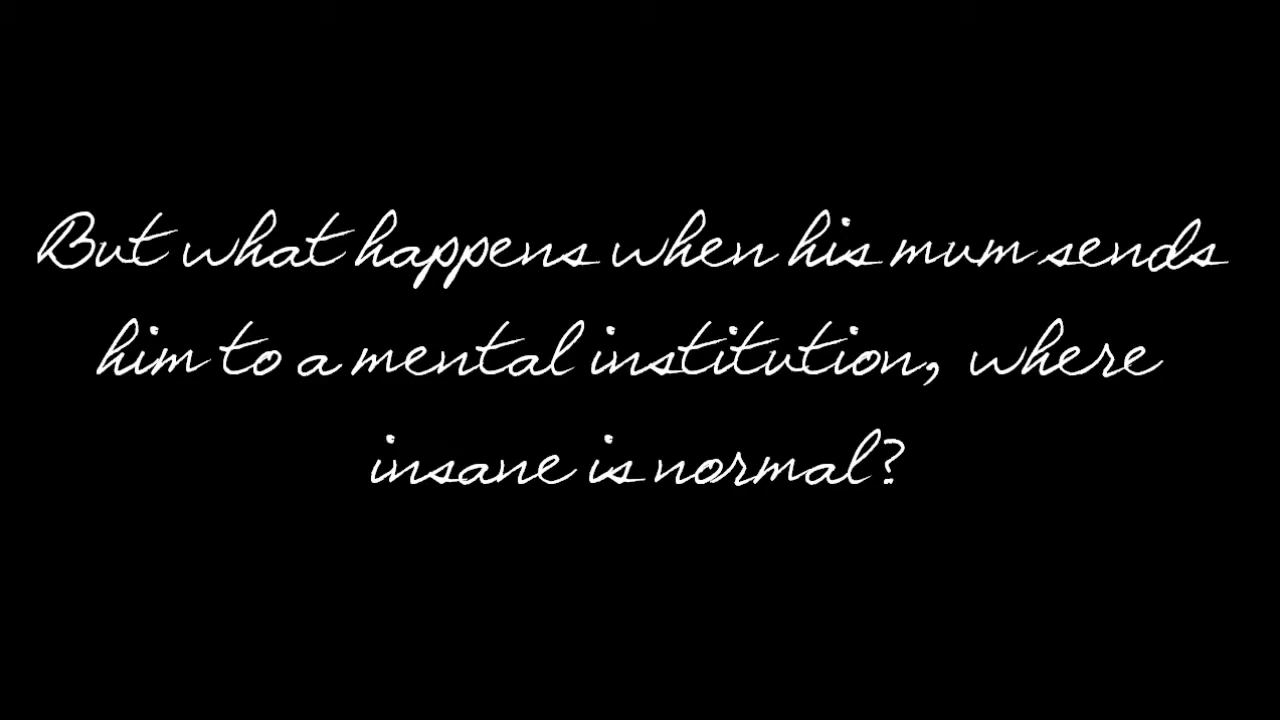 But what happens when his mum sends
him to a mental institution, where
insane is normal?